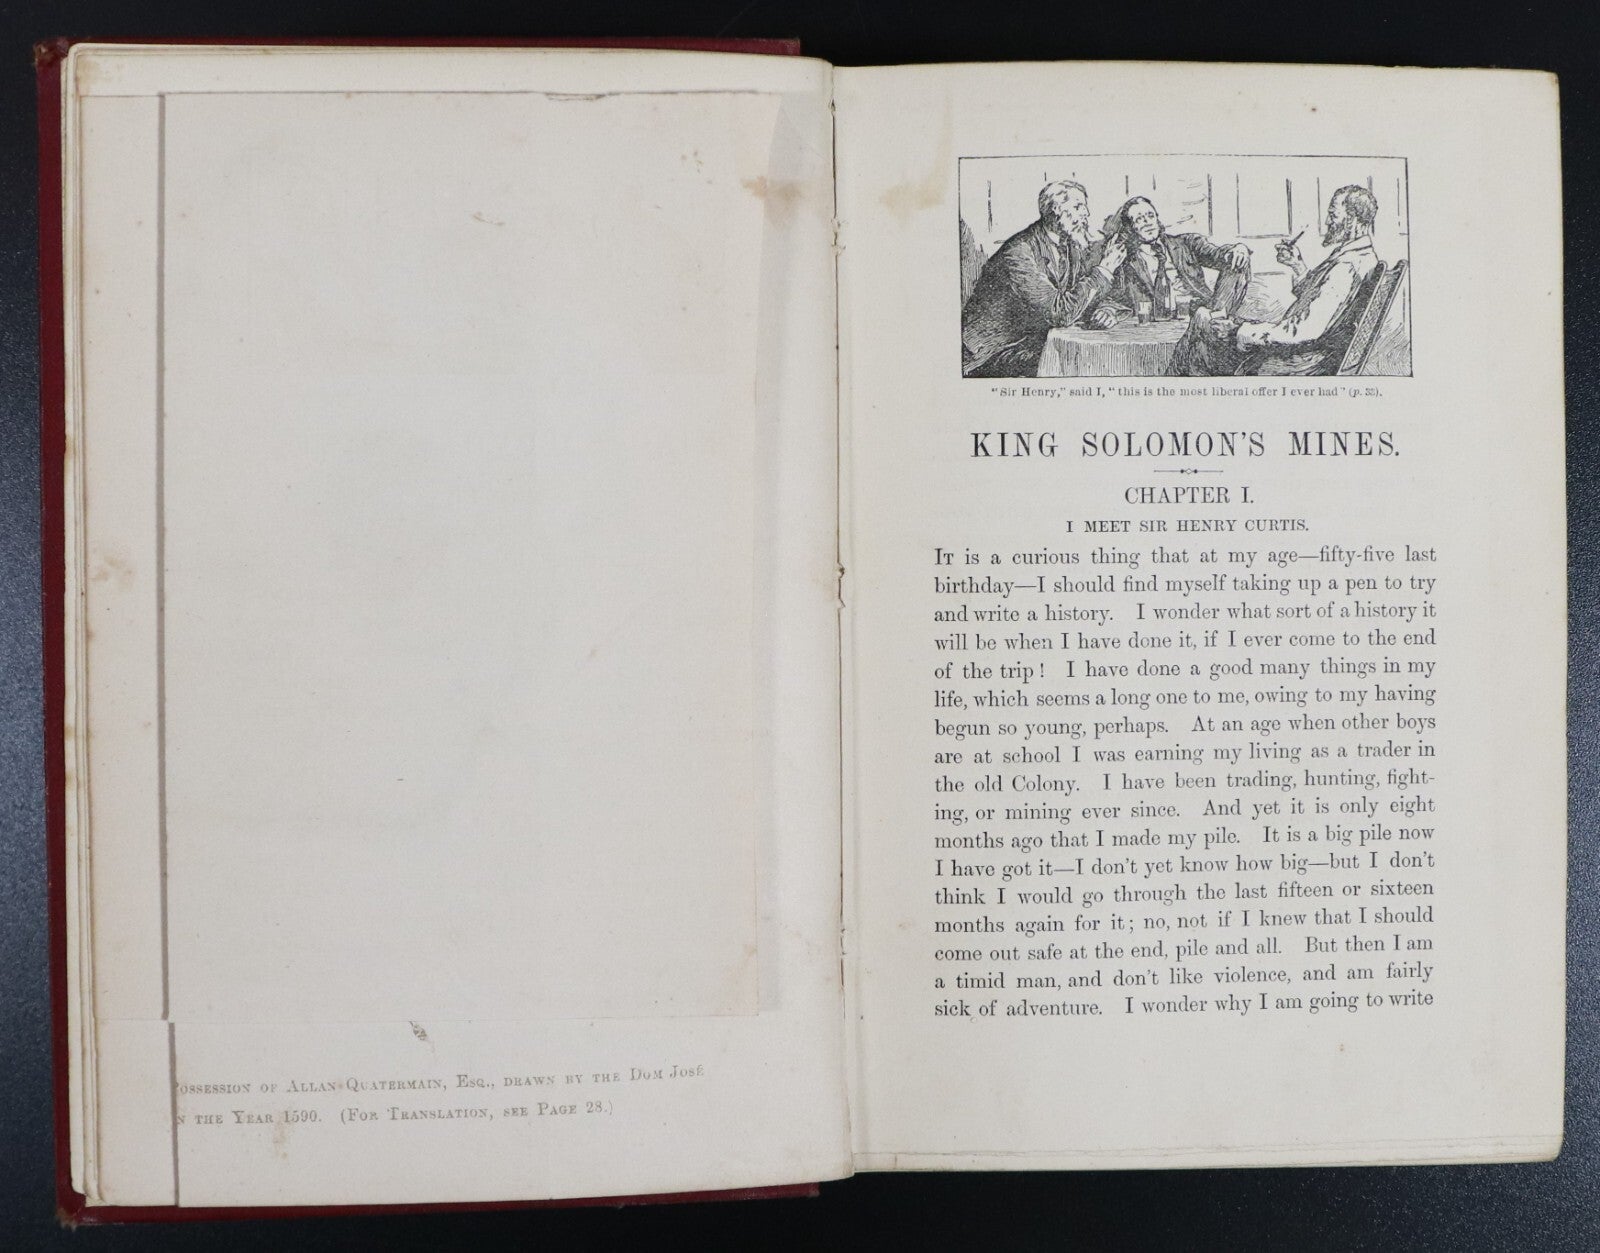 OSSESSION OF ALLAN QUATERMAIN, ESQ., DRAWN BY THE DOM JOSÉ
N THE YEAR 1590. (FOR TRANSLATION, SEE PAGE 28.)
"Sir Henry," said I, "this is the most liberal offer I ever had" (p. 32).
KING SOLOMON'S MINES.
CHAPTER I.
I MEET SIR HENRY CURTIS.
IT is a curious thing that at my age—fifty-five last
birthday—I should find myself taking up a pen to try
and write a history. I wonder what sort of a history it
will be when I have done it, if I ever come to the end
of the trip! I have done a good many things in my
life, which seems a long one to me, owing to my having
begun so young, perhaps. At an age when other boys
are at school I was earning my living as a trader in
the old Colony. I have been trading, hunting, fight-
ing, or mining ever since. And yet it is only eight
months ago that I made my pile. It is a big pile now
I have got it—I don't yet know how big—but I don't
think I would go through the last fifteen or sixteen
months again for it; no, not if I knew that I should
come out safe at the end, pile and all. But then I am
a timid man, and don't like violence, and am fairly
sick of adventure. I wonder why I am going to write